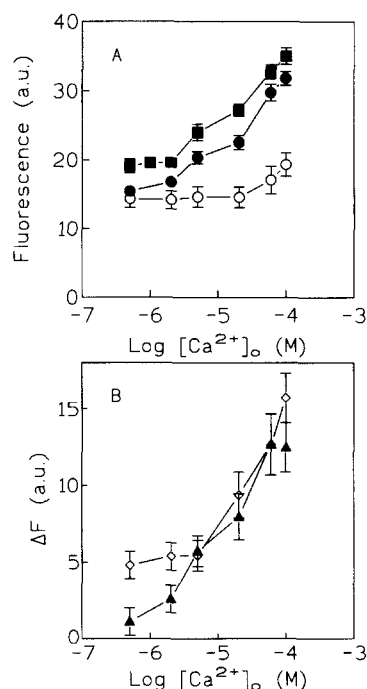 A
Fluorescence (a.u.)
40
30
20
10
0
-7 -6 -5 -4 -3
Log [Ca²⁺]ₒ (M)
B
ΔF (a.u.)
15
10
5
0
-7 -6 -5 -4 -3
Log [Ca²⁺]ₒ (M)